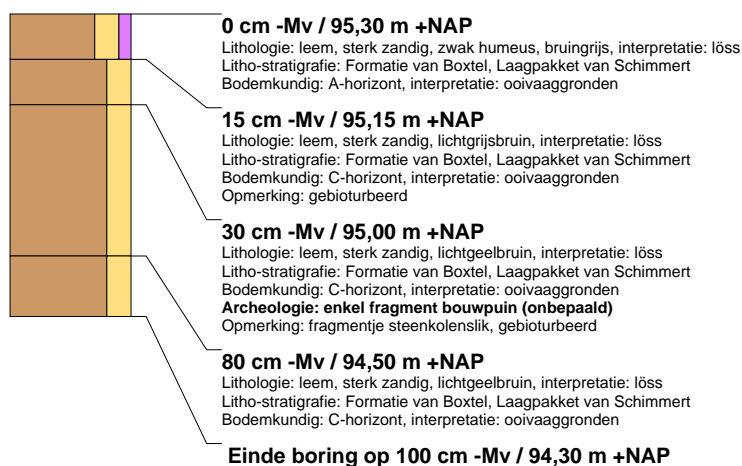 0 cm -Mv / 95,30 m +NAP
Lithologie: leem, sterk zandig, zwak humeus, bruingrijs, interpretatie: löss
Litho-stratigrafie: Formatie van Boxtel, Laagpakket van Schimmert
Bodemkundig: A-horizont, interpretatie: ooivaaggronden
15 cm -Mv / 95,15 m +NAP
Lithologie: leem, sterk zandig, lichtgrijsbruin, interpretatie: löss
Litho-stratigrafie: Formatie van Boxtel, Laagpakket van Schimmert
Bodemkundig: C-horizont, interpretatie: ooivaaggronden
Opmerking: gebioturbeerd
30 cm -Mv / 95,00 m +NAP
Lithologie: leem, sterk zandig, lichtgeelbruin, interpretatie: löss
Litho-stratigrafie: Formatie van Boxtel, Laagpakket van Schimmert
Bodemkundig: C-horizont, interpretatie: ooivaaggronden
Archeologie: enkel fragment bouwpuin (onbepaald)
Opmerking: fragmentje steenkolenslik, gebioturbeerd
80 cm -Mv / 94,50 m +NAP
Lithologie: leem, sterk zandig, lichtgeelbruin, interpretatie: löss
Litho-stratigrafie: Formatie van Boxtel, Laagpakket van Schimmert
Bodemkundig: C-horizont, interpretatie: ooivaaggronden
Einde boring op 100 cm -Mv / 94,30 m +NAP